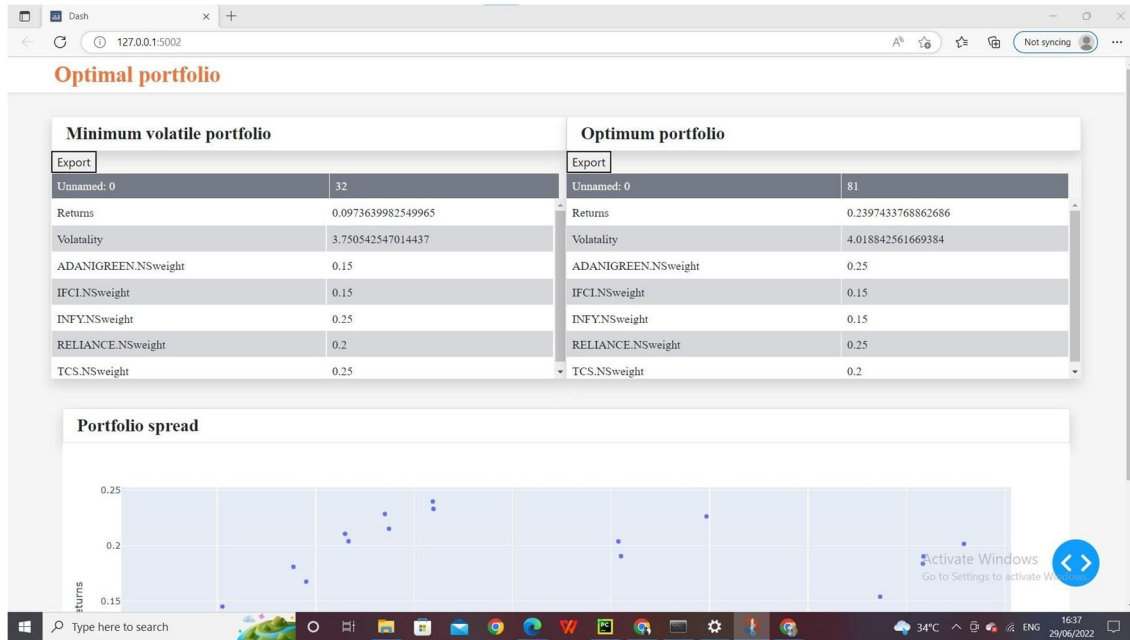 Dash
127.0.0.1:5002
Not syncing
Optimal portfolio
Minimum volatile portfolio
Optimum portfolio
Export
Export
Unnamed: 0 32
Unnamed: 0 81
Returns 0.0973639982549965
Returns 0.2397433768862686
Volatality 3.750542547014437
Volatality 4.018842561669384
ADANIGREEN.NSweight 0.15
ADANIGREEN.NSweight 0.25
IFCI.NSweight 0.15
IFCI.NSweight 0.15
INFY.NSweight 0.25
INFY.NSweight 0.15
RELIANCE.NSweight 0.2
RELIANCE.NSweight 0.25
TCS.NSweight 0.25
TCS.NSweight 0.2
Portfolio spread
0.25
0.2
0.15
eturns
Activate Windows
Go to Settings to activate Windows
Type here to search
34°C
ENG
16:37
29/06/2022